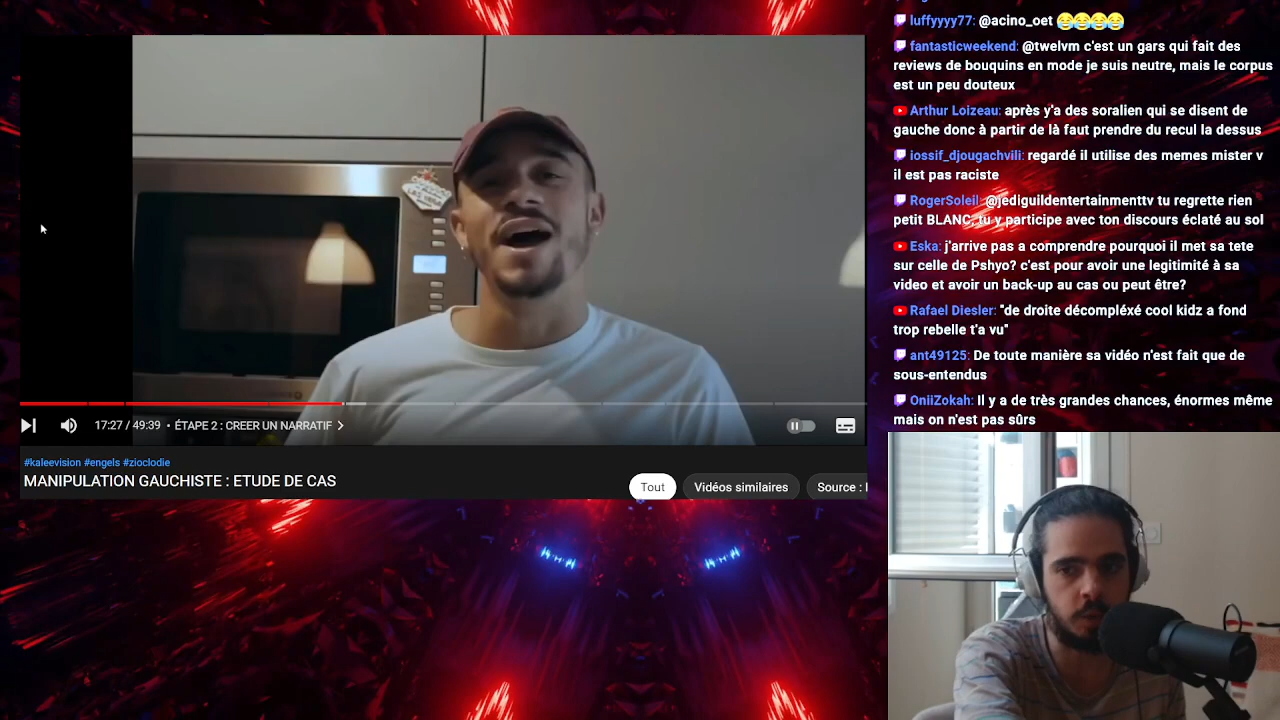 17:27 / 49:39 • ÉTAPE 2 : CREER UN NARRATIF
#kaleevision #engels #zioclodie
MANIPULATION GAUCHISTE : ETUDE DE CAS
Tout
Vidéos similaires
Source :
luffyyyy77: @acino_oet 😂😂😂😂
fantasticweekend: @twelvm c'est un gars qui fait des
reviews de bouquins en mode je suis neutre, mais le corpus
est un peu douteux
Arthur Loizeau: après y'a des soralien qui se disent de
gauche donc à partir de là faut prendre du recul la dessus
iossif_djougachvili: regardé il utilise des memes mister v
il est pas raciste
RogerSoleil: @jediguildentertainmenttv tu regrette rien
petit BLANC, tu y participe avec ton discours éclaté au sol
Eska: j'arrive pas a comprendre pourquoi il met sa tete
sur celle de Pshyo? c'est pour avoir une legitimité à sa
video et avoir un back-up au cas ou peut être?
Rafael Diesler: "de droite décompléxé cool kidz a fond
trop rebelle t'a vu"
ant49125: De toute manière sa vidéo n'est fait que de
sous-entendus
OniiZokah: Il y a de très grandes chances, énormes même
mais on n'est pas sûrs